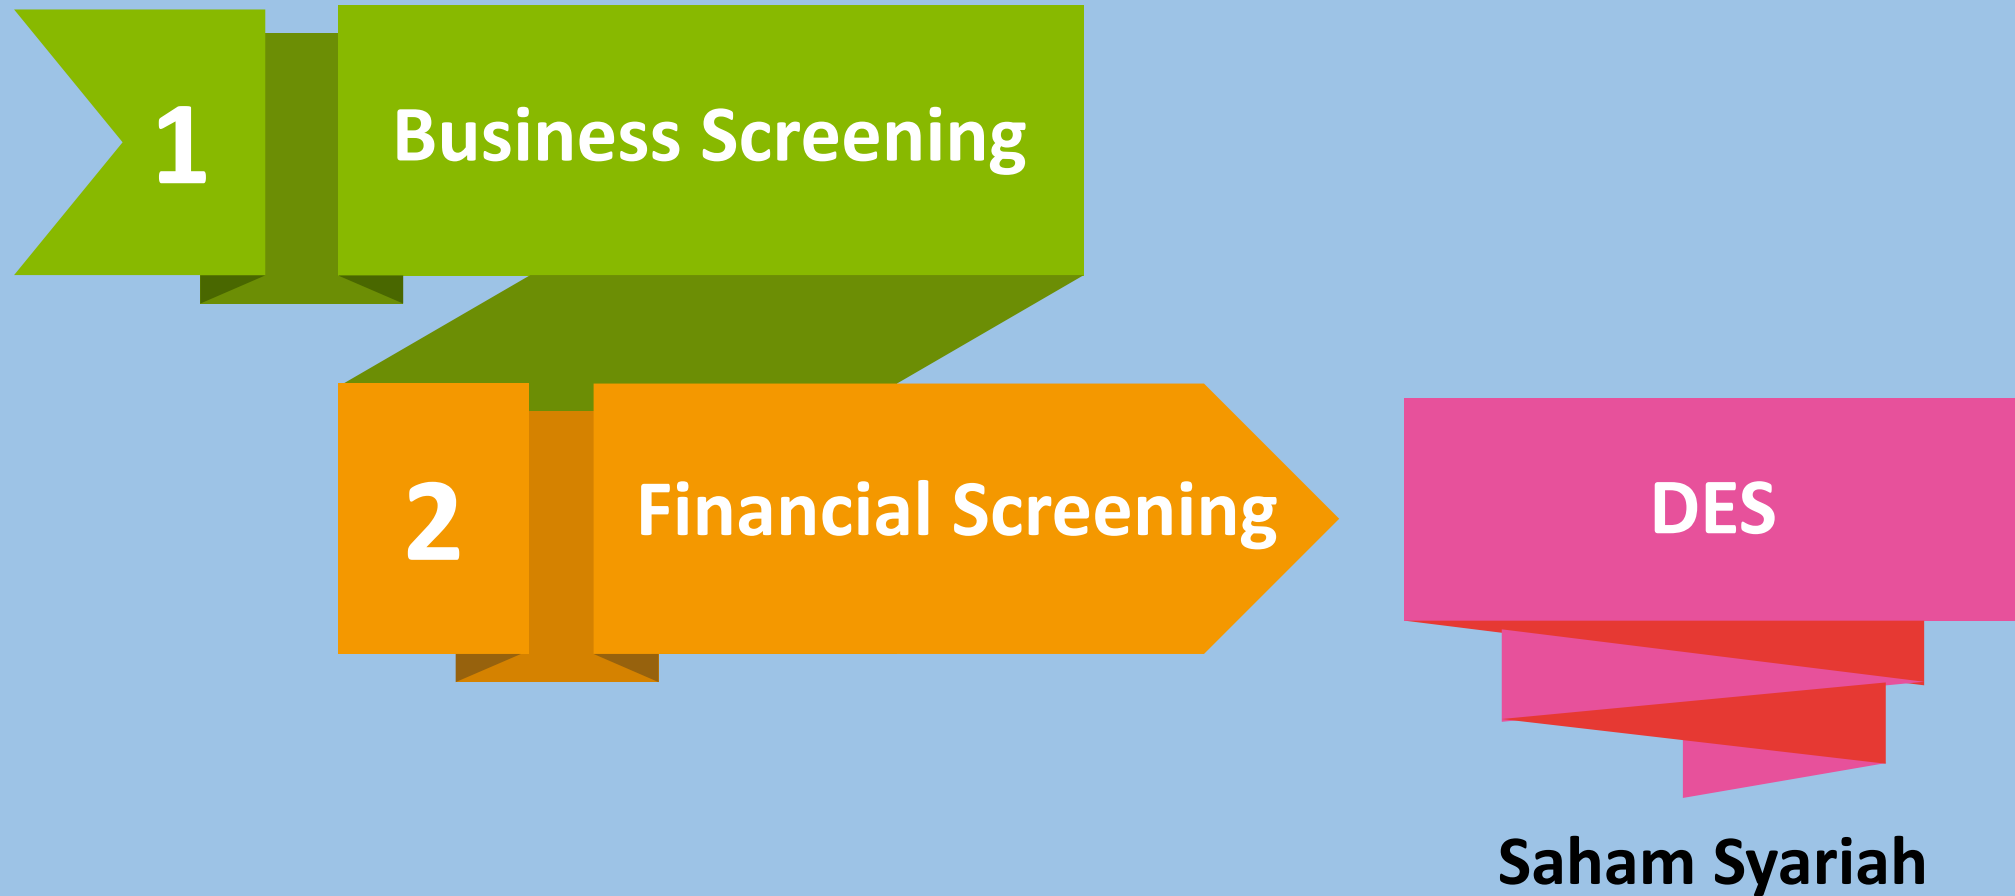 1
Business Screening
2
Financial Screening
DES
Saham Syariah